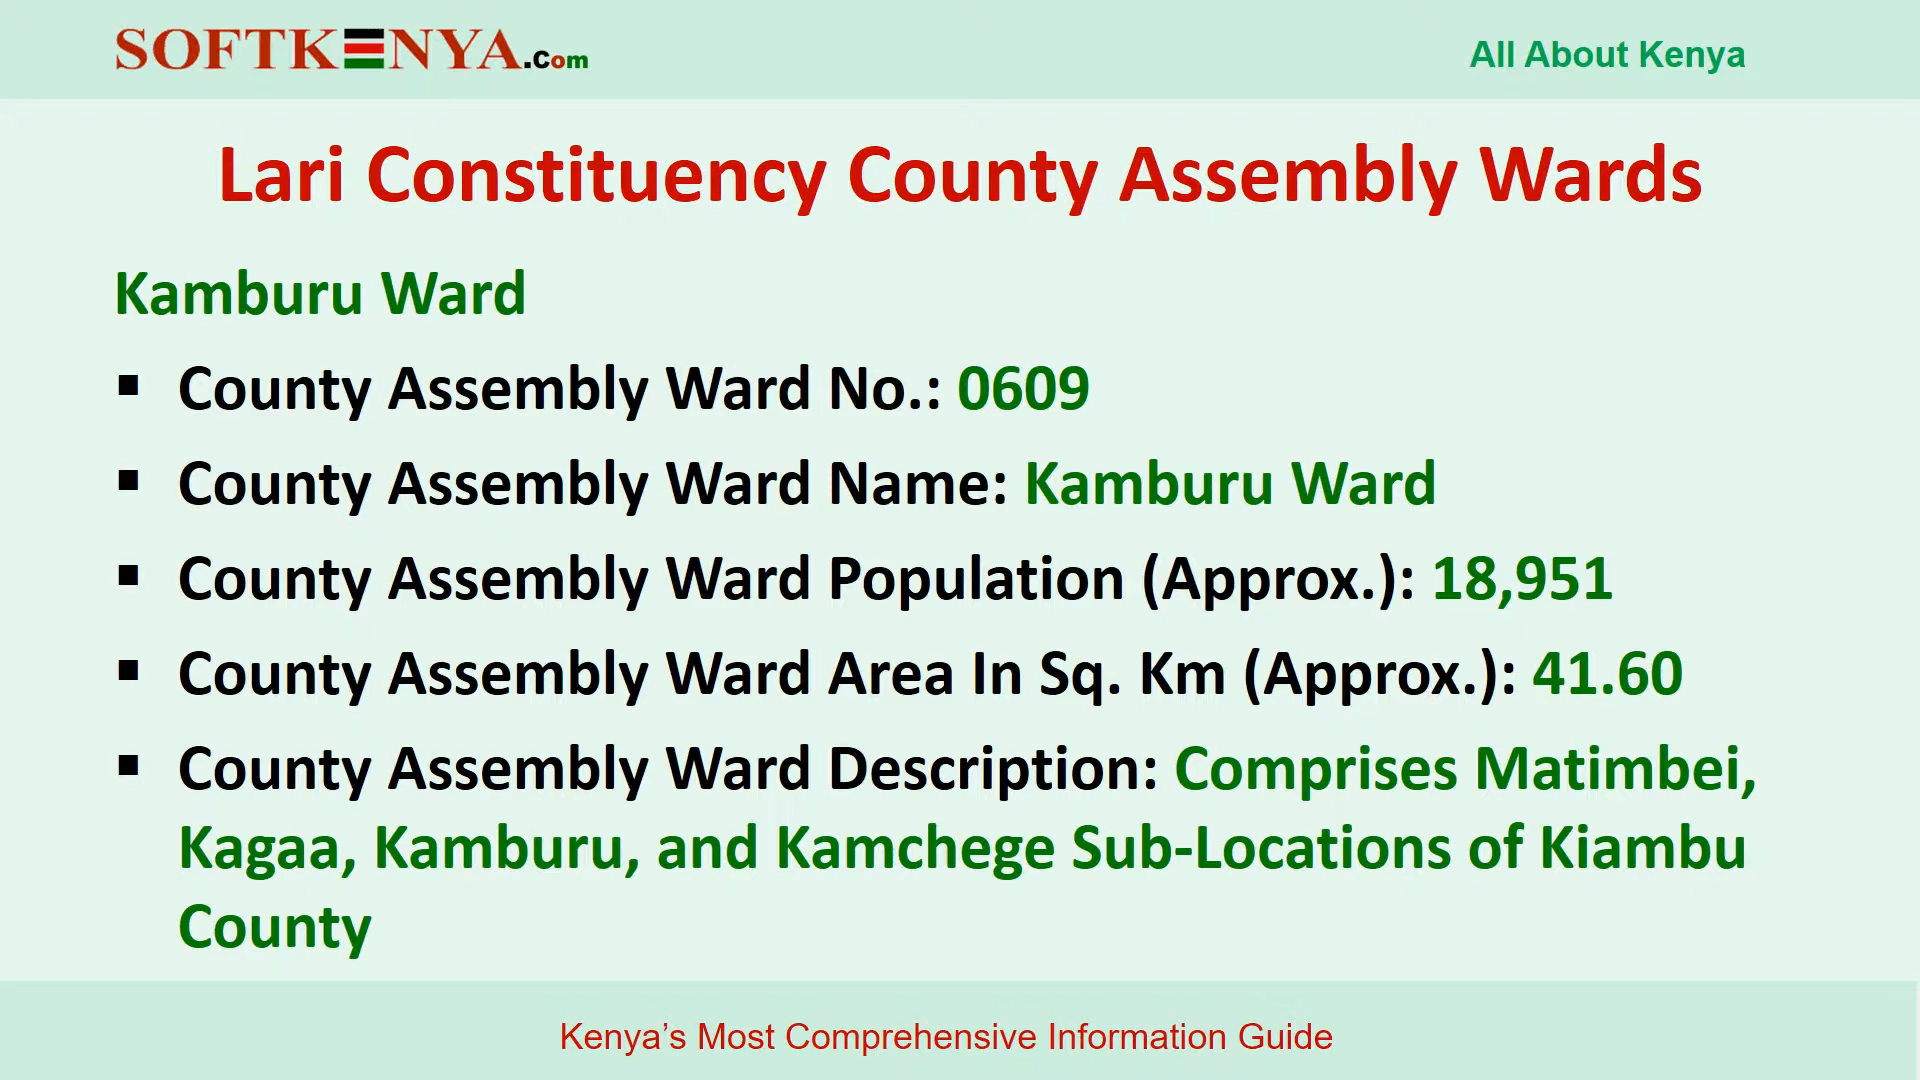 SOFTKENYA.Com
All About Kenya
Lari Constituency County Assembly Wards
Kamburu Ward
▪ County Assembly Ward No.: 0609
▪ County Assembly Ward Name: Kamburu Ward
▪ County Assembly Ward Population (Approx.): 18,951
▪ County Assembly Ward Area In Sq. Km (Approx.): 41.60
▪ County Assembly Ward Description: Comprises Matimbei,
Kagaa, Kamburu, and Kamchege Sub-Locations of Kiambu
County
Kenya’s Most Comprehensive Information Guide